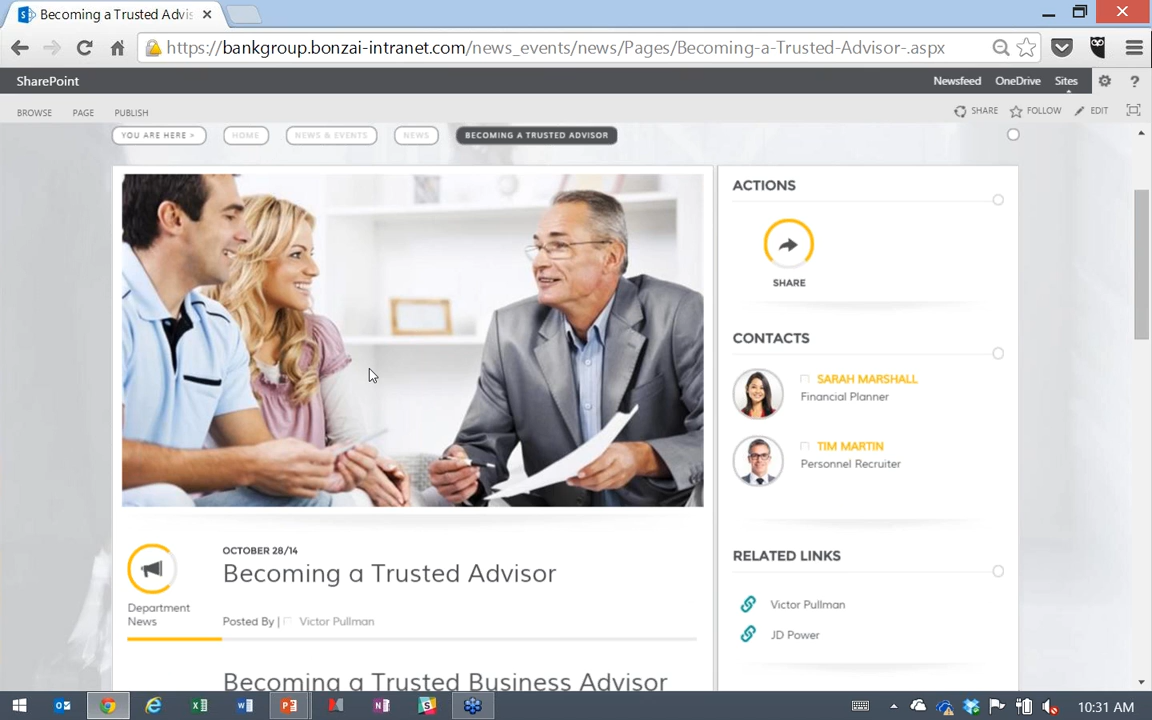 Becoming a Trusted Advis
https://bankgroup.bonzai-intranet.com/news_events/news/Pages/Becoming-a-Trusted-Advisor-.aspx
SharePoint
Newsfeed OneDrive Sites ?
BROWSE PAGE PUBLISH
SHARE FOLLOW EDIT
YOU ARE HERE > HOME NEWS & EVENTS NEWS BECOMING A TRUSTED ADVISOR
ACTIONS
SHARE
CONTACTS
SARAH MARSHALL
Financial Planner
TIM MARTIN
Personnel Recruiter
OCTOBER 28/14
Becoming a Trusted Advisor
Department
News
Posted By | Victor Pullman
Becoming a Trusted Business Advisor
RELATED LINKS
Victor Pullman
JD Power
10:31 AM